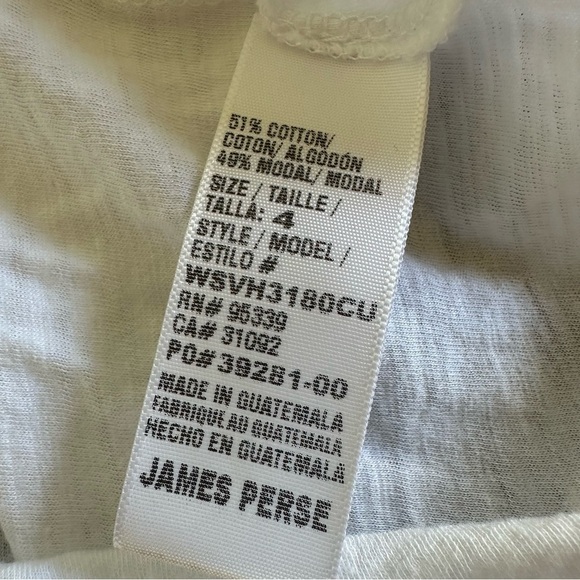 51% COTTON/
COTON/ ALGODÓN
49% MODAL/ MODAL
SIZE / TAILLE /
TALLA: 4
STYLE / MODEL /
ESTILO #
WSVH3180CU
RN# 95339
CA# 31092
PO#39281-00
MADE IN GUATEMALA
FABRIQUÉ AO GUATEMALA
HECHO EN GUATEMALA
JAMES PERSE